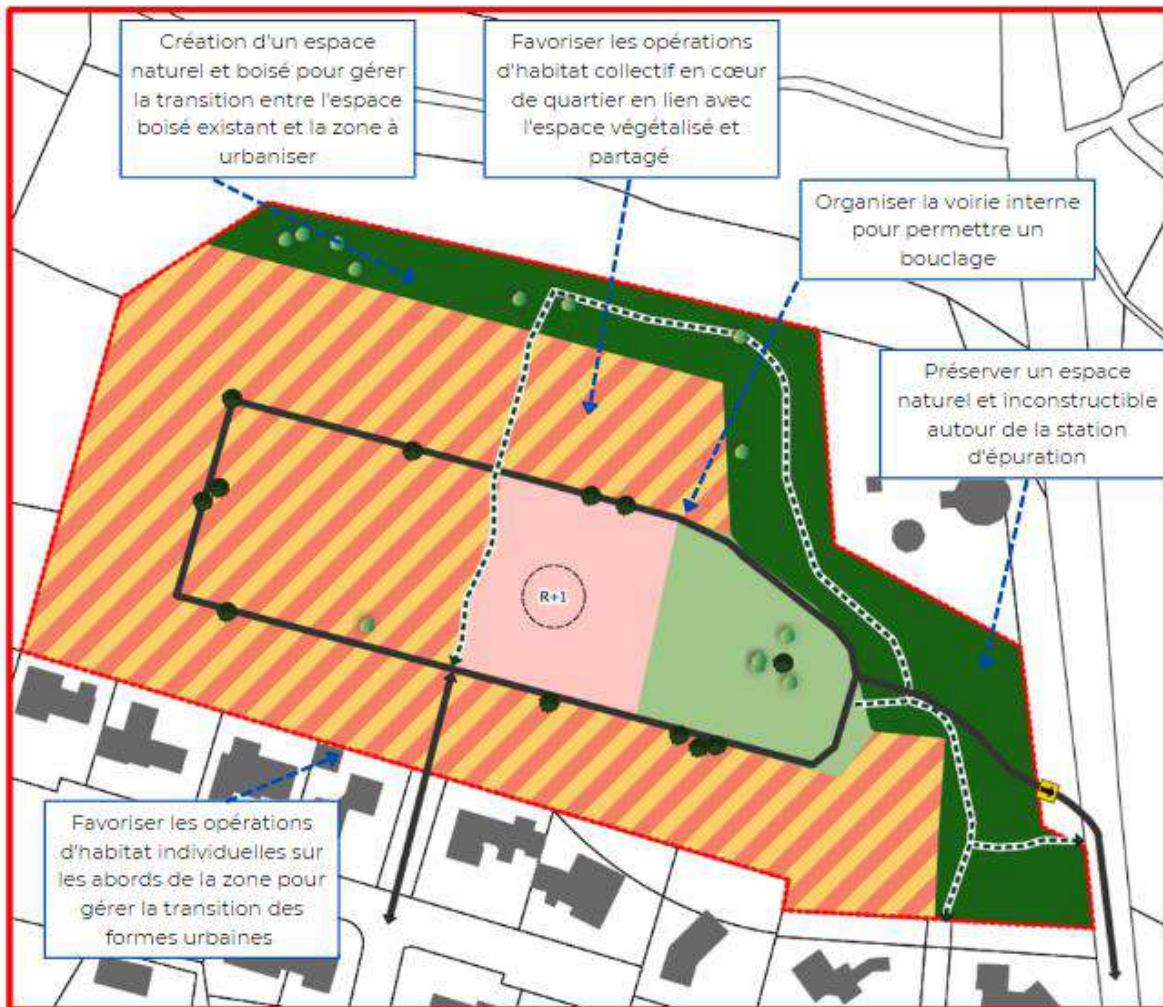 Création d'un espace
naturel et boisé pour gérer
la transition entre l'espace
boisé existant et la zone à
urbaniser
Favoriser les opérations
d'habitat collectif en cœur
de quartier en lien avec
l'espace végétalisé et
partagé
Organiser la voirie interne
pour permettre un
bouclage
Préserver un espace
naturel et inconstructible
autour de la station
d'épuration
R+1
Favoriser les opérations
d'habitat individuelles sur
les abords de la zone pour
gérer la transition des
formes urbaines